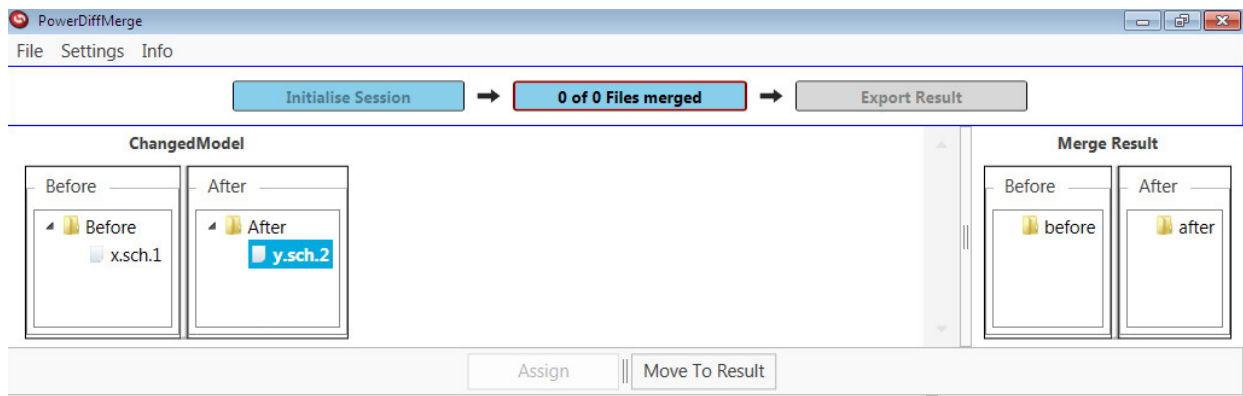 PowerDiffMerge
File Settings Info
Initialise Session 0 of 0 Files merged Export Result
ChangedModel Merge Result
Before After Before After
Before After before after
x.sch.1 y.sch.2
Assign Move To Result